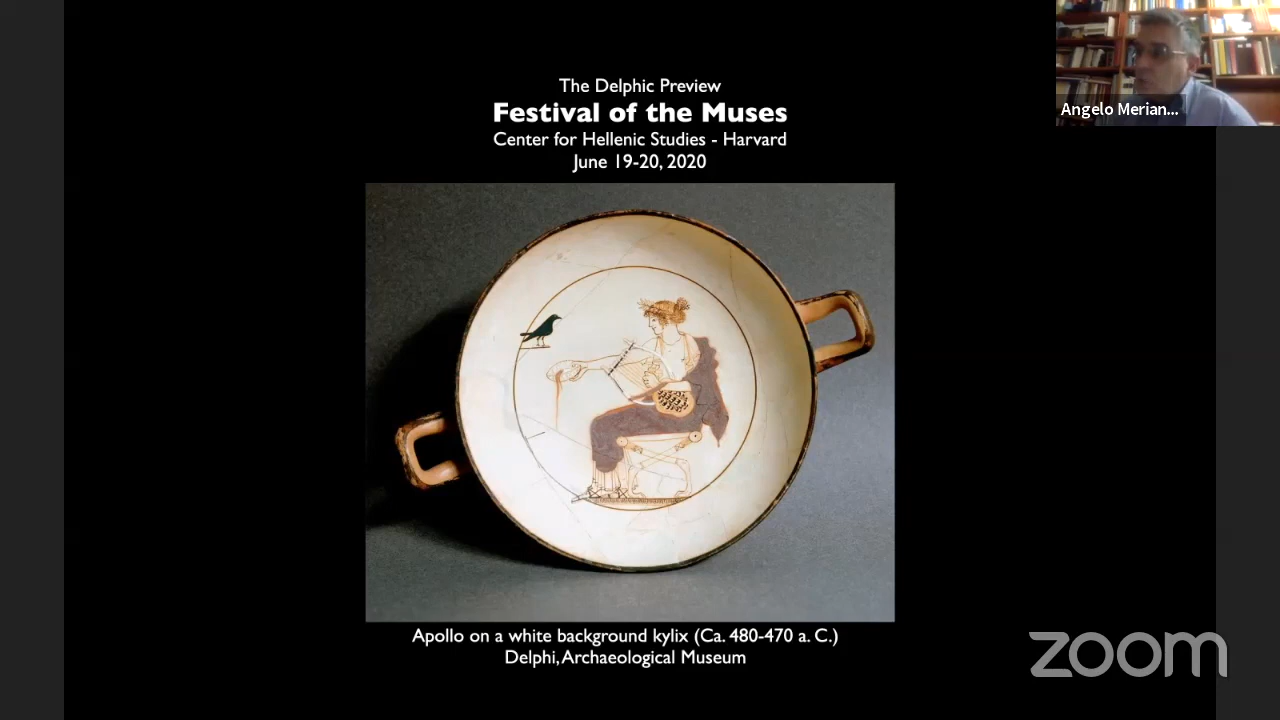 The Delphic Preview
Festival of the Muses
Center for Hellenic Studies - Harvard
June 19-20, 2020
Angelo Merian...
Apollo on a white background kylix (Ca. 480-470 a. C.)
Delphi, Archaeological Museum
zoom